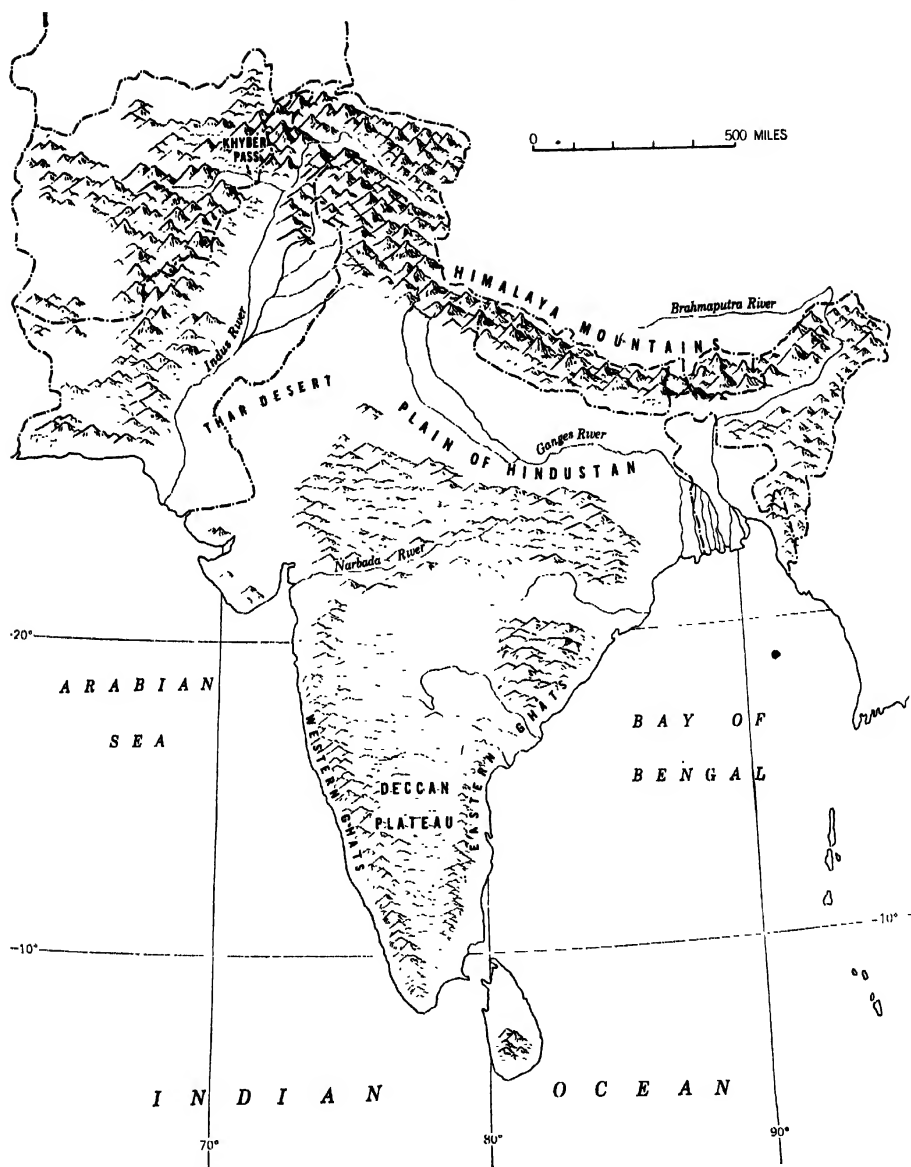 KHYBER
PASS
0 500 MILES
HIMALAYA MOUNTAINS
Brahmaputra River
Indus River
THAR DESERT
PLAIN OF HINDUSTAN
Ganges River
Narbada River
20°
ARABIAN
SEA
BAY OF
BENGAL
WESTERN GHATS
EASTERN GHATS
DECCAN
PLATEAU
10°
10°
INDIAN OCEAN
70°
80°
90°